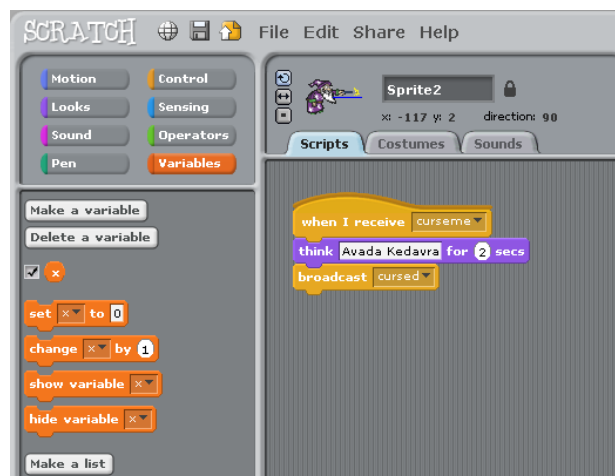 SCRATCH File Edit Share Help
Motion Control
Looks Sensing
Sound Operators
Pen Variables
Sprite2
x: -117 y: 2 direction: 90
Scripts Costumes Sounds
Make a variable
Delete a variable
x
set x to 0
change x by 1
show variable x
hide variable x
Make a list
when I receive curseme
think Avada Kedavra for 2 secs
broadcast cursed